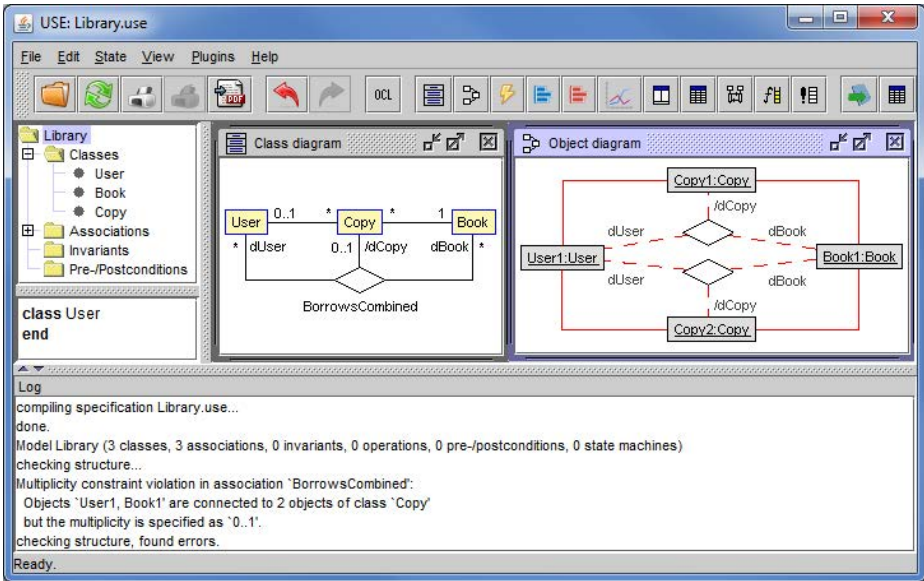 USE: Library.use
File Edit State View Plugins Help
PDF
OCL
Library
Classes
User
Book
Copy
Associations
Invariants
Pre-/Postconditions
class User
end
Class diagram
User 0..1 * Copy * 1 Book
* dUser 0..1 /dCopy dBook *
BorrowsCombined
Object diagram
Copy1:Copy
/dCopy
dUser dBook
User1:User Book1:Book
dUser dBook
/dCopy
Copy2:Copy
Log
compiling specification Library.use...
done.
Model Library (3 classes, 3 associations, 0 invariants, 0 operations, 0 pre-/postconditions, 0 state machines)
checking structure...
Multiplicity constraint violation in association `BorrowsCombined':
Objects `User1, Book1' are connected to 2 objects of class `Copy'
but the multiplicity is specified as `0..1'.
checking structure, found errors.
Ready.